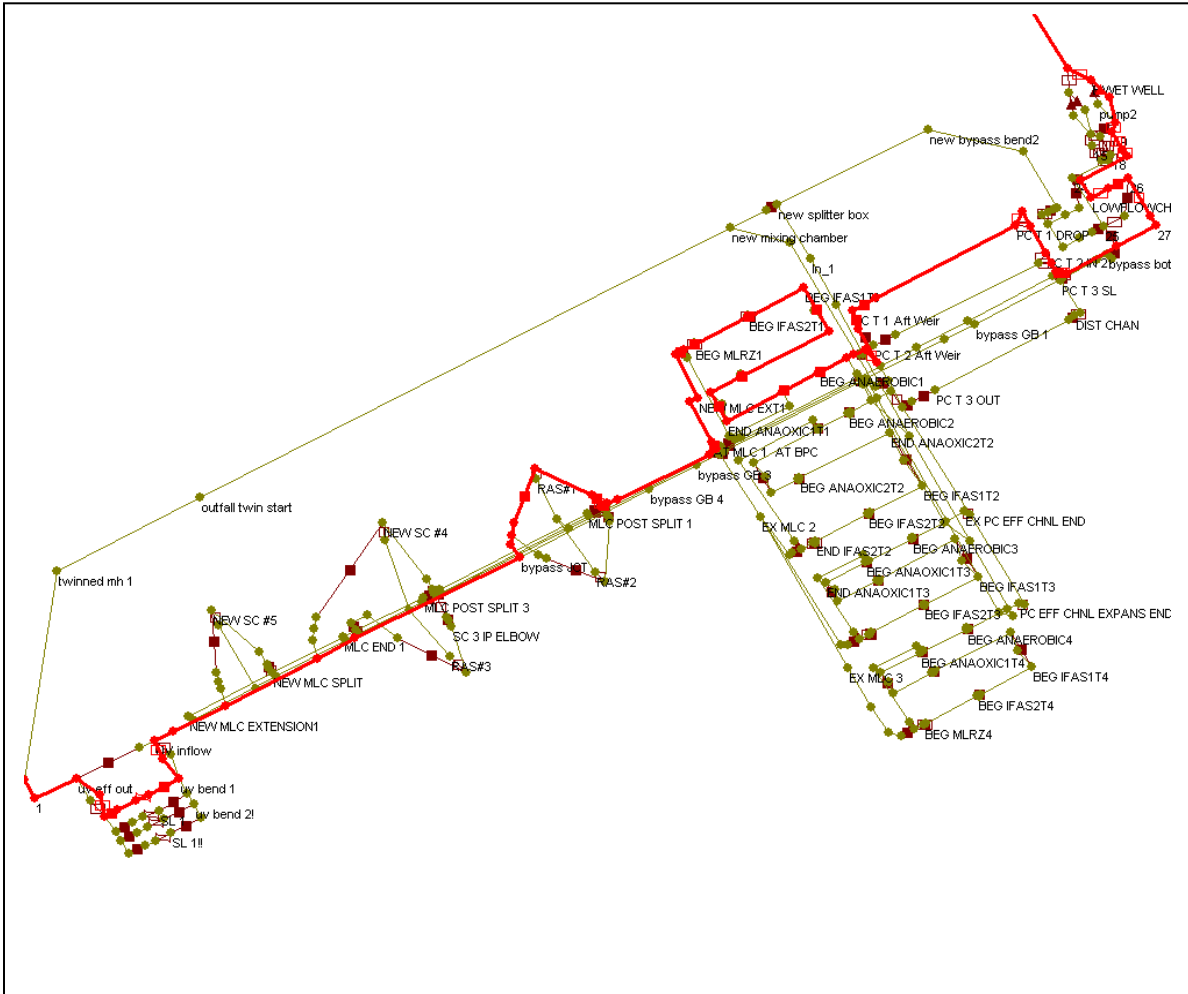 WET WELL
pump2
18
new bypass bend2
LOWFLOWCH
new splitter box
PC T 1 DROP
27
new mixing chamber
In_1
bypass bot
PC T 3 SL
BEG IFAS2T1
PC T 1 Aft Weir
DIST CHAN
bypass GB 1
BEG MLRZ1
PC T 2 Aft Weir
BEG ANAEROBIC1
PC T 3 OUT
NEW MLC EXT1
BEG ANAEROBIC2
END ANAOXIC1T1
END ANAOXIC2T2
AT BPC
bypass GB 3
RAS#1
BEG ANAOXIC2T2
bypass GB 4
BEG IFAS1T2
outfall twin start
MLC POST SPLIT 1
EX MLC 2
BEG IFAS2T2
EX PC EFF CHNL END
NEW SC #4
BEG ANAEROBIC3
END IFAS2T2
bypass JCT
twinned mh 1
RAS#2
BEG ANAOXIC1T3
BEG IFAS1T3
END ANAOXIC1T3
MLC POST SPLIT 3
BEG IFAS2T3
PC EFF CHNL EXPANS END
NEW SC #5
SC 3 IP ELBOW
BEG ANAEROBIC4
MLC END 1
RAS#3
BEG ANAOXIC1T4
EX MLC 3
BEG IFAS1T4
NEW MLC SPLIT
BEG IFAS2T4
NEW MLC EXTENSION1
BEG MLRZ4
uv inflow
uv eff out
uv bend 1
1
uv bend 2!
SL 1!!